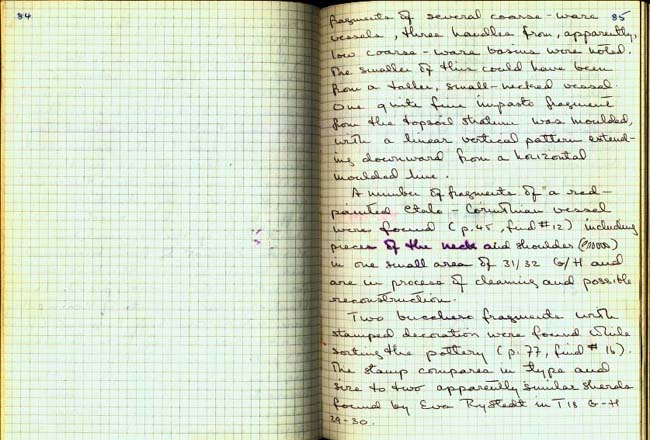 84
85
fragments of several coarse-ware
vessels, three handles from, apparently,
low coarse-ware basins were noted.
The smaller of this could have been
from a taller, small-necked vessel.
One quite fine impasto fragment
from the topsoil stratum was moulded,
with a linear vertical pattern extend-
ing downward from a horizontal
moulded line.
A number of fragments of a red-
painted Etalo-Corinthian vessel
were found (p.45, find #12) including
pieces of the neck and shoulder
in one small area of 31/32 G/H and
are in process of cleaning and possible
reconstruction.
Two bucchero fragments with
stamped decoration were found while
sorting the pottery (p.77, find #16).
The stamp compares in type and
size to two apparently similar sherds
found by Eva Rystedt in T18 G-H
29-30.